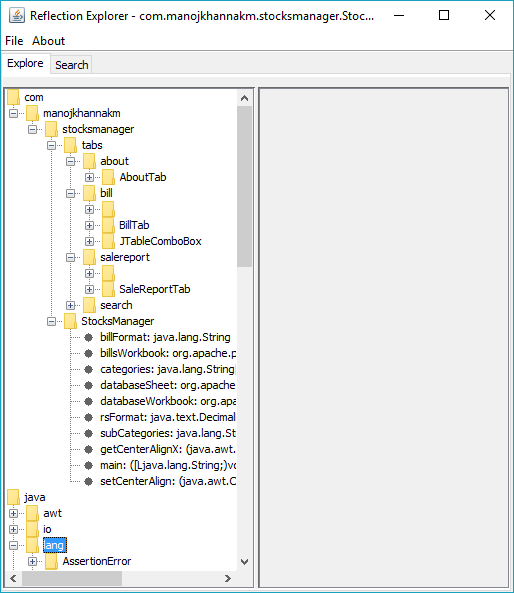 Reflection Explorer - com.manojkhannakm.stocksmanager.Stoc...
File About
Explore Search
com
manojkhannakm
stocksmanager
tabs
about
AboutTab
bill
BillTab
JTableComboBox
salereport
SaleReportTab
search
StocksManager
billFormat: java.lang.String
billsWorkbook: org.apache.p
categories: java.lang.String
databaseSheet: org.apache
databaseWorkbook: org.apac
rsFormat: java.text.Decimal
subCategories: java.lang.St
getCenterAlignX: (java.awt.
main: ([Ljava.lang.String;)vo
setCenterAlign: (java.awt.C
java
awt
io
lang
AssertionError